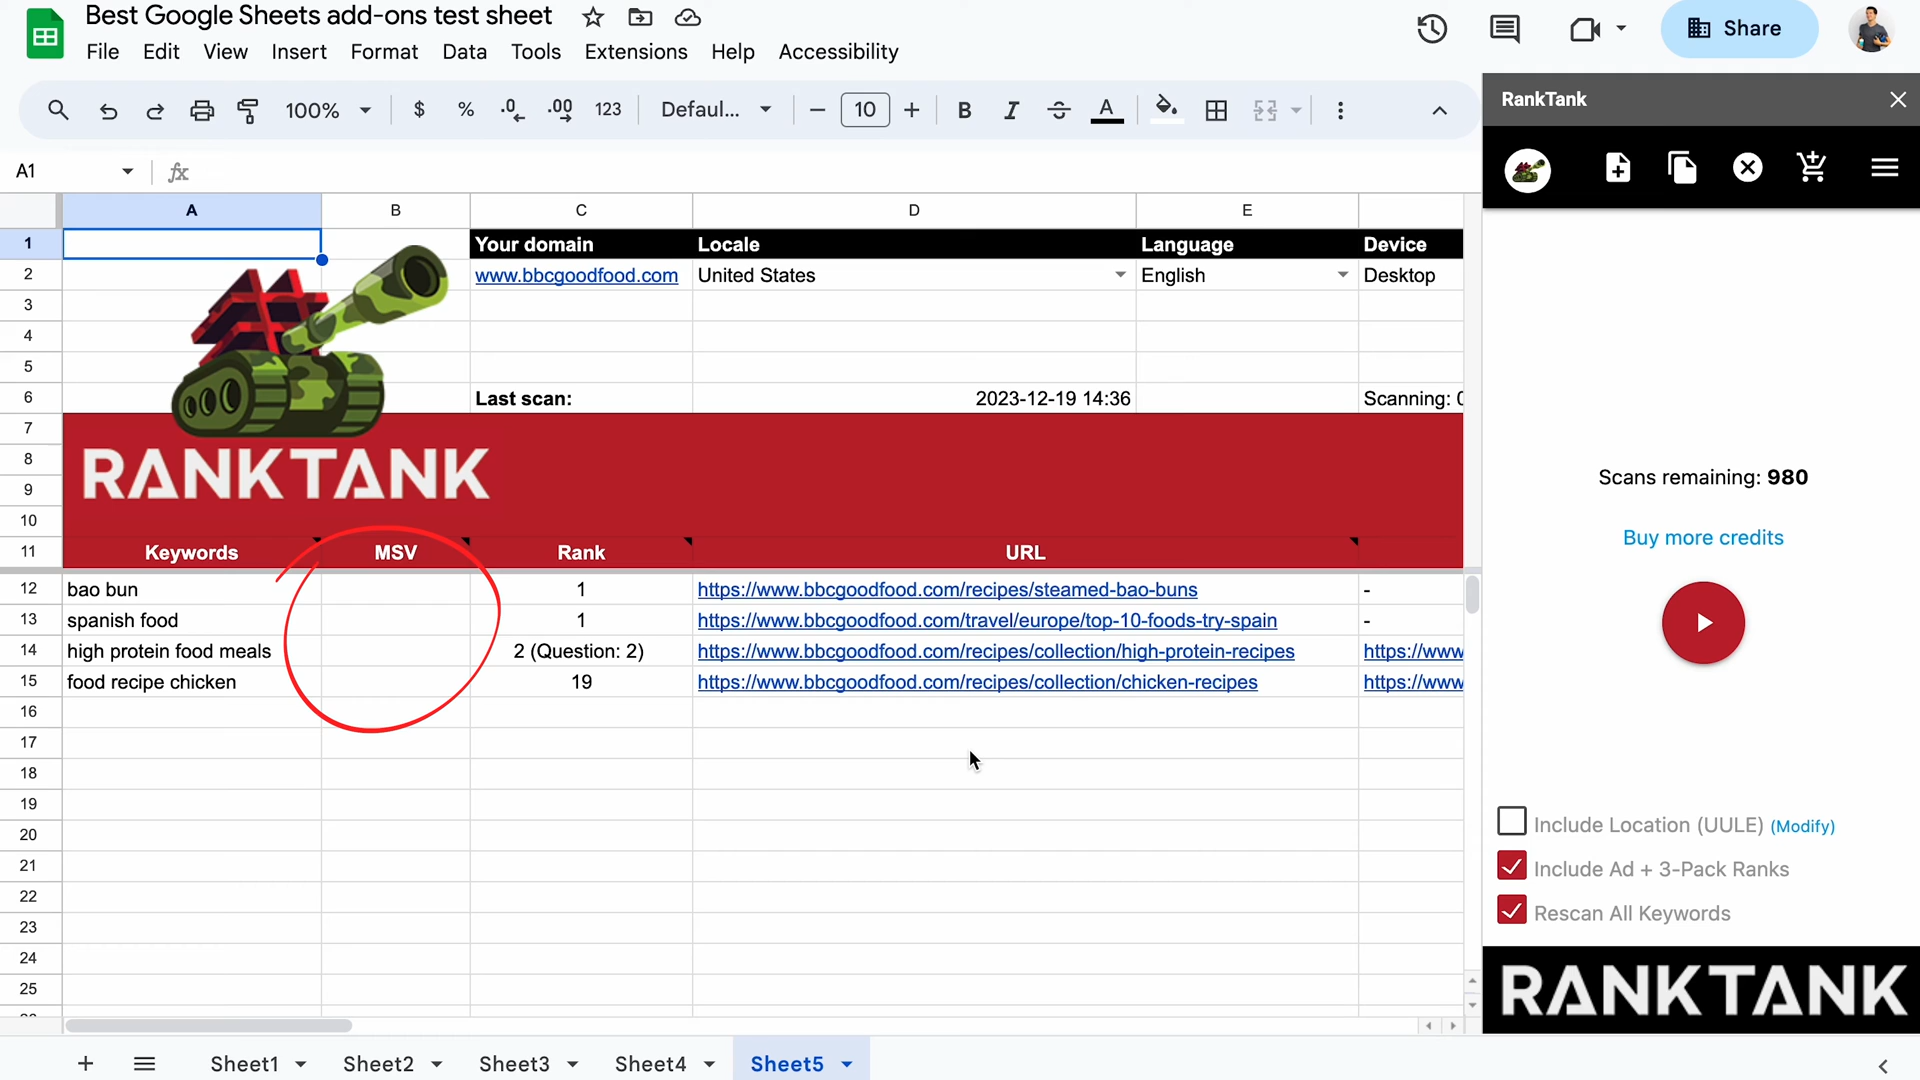 Best Google Sheets add-ons test sheet
File Edit View Insert Format Data Tools Extensions Help Accessibility
Share
100% $ % .0 .00 123 Defaul... 10 B I A
RankTank
A1 fx
A B C D E
1 Your domain Locale Language Device
2 www.bbcgoodfood.com United States English Desktop
3
4
5
6 Last scan: 2023-12-19 14:36 Scanning:
7
8 RANKTANK
9
10
11 Keywords MSV Rank URL
12 bao bun 1 https://www.bbcgoodfood.com/recipes/steamed-bao-buns -
13 spanish food 1 https://www.bbcgoodfood.com/travel/europe/top-10-foods-try-spain -
14 high protein food meals 2 (Question: 2) https://www.bbcgoodfood.com/recipes/collection/high-protein-recipes https://www
15 food recipe chicken 19 https://www.bbcgoodfood.com/recipes/collection/chicken-recipes https://www
16
17
18
19
20
21
22
23
24
25
Scans remaining: 980
Buy more credits
Include Location (UULE) (Modify)
Include Ad + 3-Pack Ranks
Rescan All Keywords
RANKTANK
Sheet1 Sheet2 Sheet3 Sheet4 Sheet5